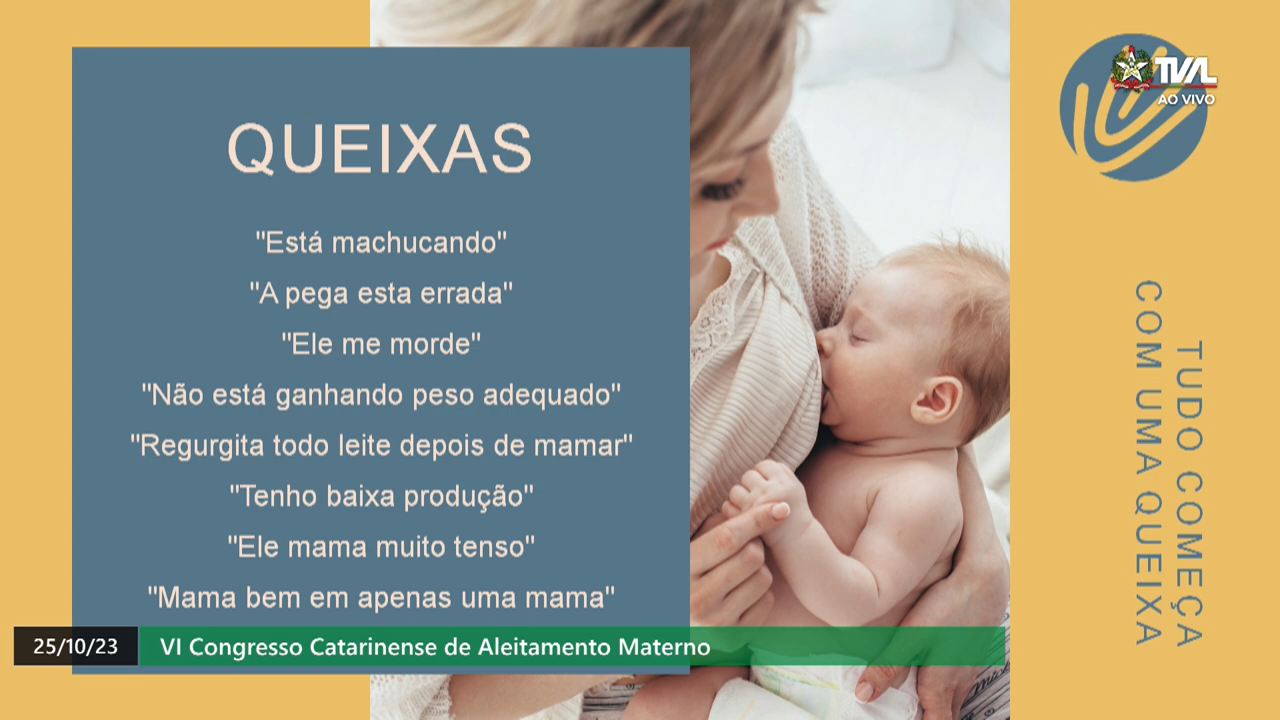 QUEIXAS
"Está machucando"
"A pega esta errada"
"Ele me morde"
"Não está ganhando peso adequado"
"Regurgita todo leite depois de mamar"
"Tenho baixa produção"
"Ele mama muito tenso"
"Mama bem em apenas uma mama"
25/10/23
VI Congresso Catarinense de Aleitamento Materno
TVAL
AO VIVO
TUDO COMEÇA
COM UMA QUEIXA